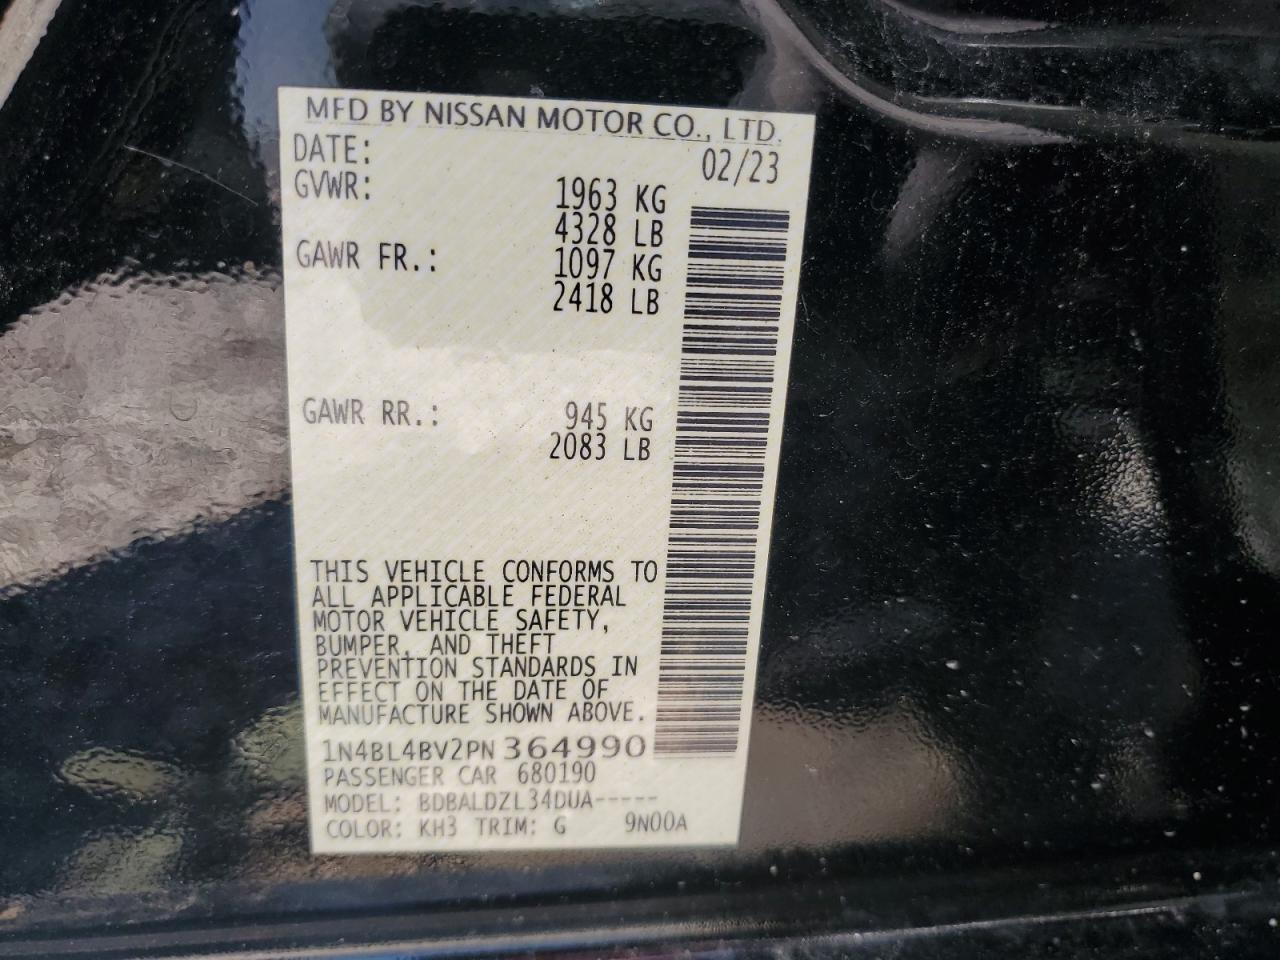 MFD BY NISSAN MOTOR CO., LTD.
DATE: 02/23
GVWR: 1963 KG
4328 LB
GAWR FR.: 1097 KG
2418 LB
GAWR RR.: 945 KG
2083 LB
THIS VEHICLE CONFORMS TO
ALL APPLICABLE FEDERAL
MOTOR VEHICLE SAFETY,
BUMPER, AND THEFT
PREVENTION STANDARDS IN
EFFECT ON THE DATE OF
MANUFACTURE SHOWN ABOVE.
1N4BL4BV2PN364990
PASSENGER CAR 680190
MODEL: BDBALDZL34DUA-----
COLOR: KH3 TRIM: G 9N00A